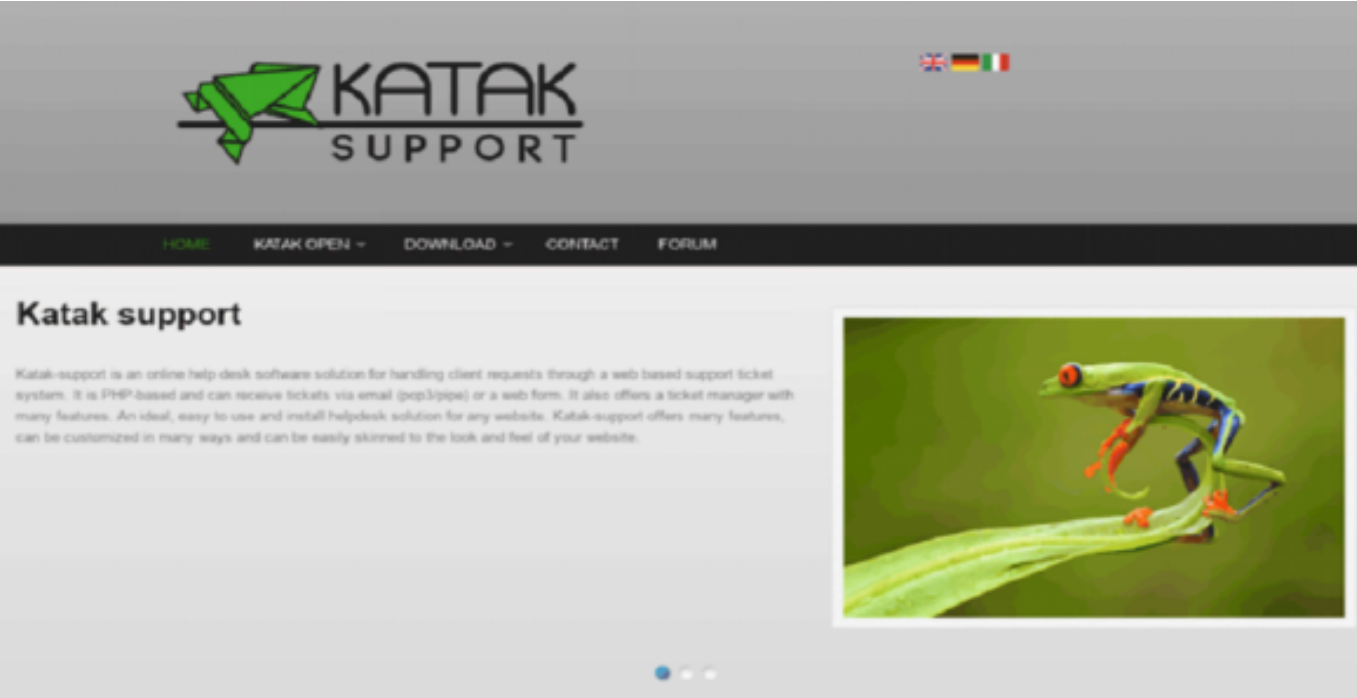 KATAK
SUPPORT
HOME KATAK OPEN DOWNLOAD CONTACT FORUM
Katak support
Katak-support is an online help desk software solution for handling client requests through a web based support ticket
system. It is PHP-based and can receive tickets via email (pop3/pipe) or a web form. It also offers a ticket manager with
many features. An ideal, easy to use and install helpdesk solution for any website. Katak-support offers many features,
can be customized in many ways and can be easily skinned to the look and feel of your website.